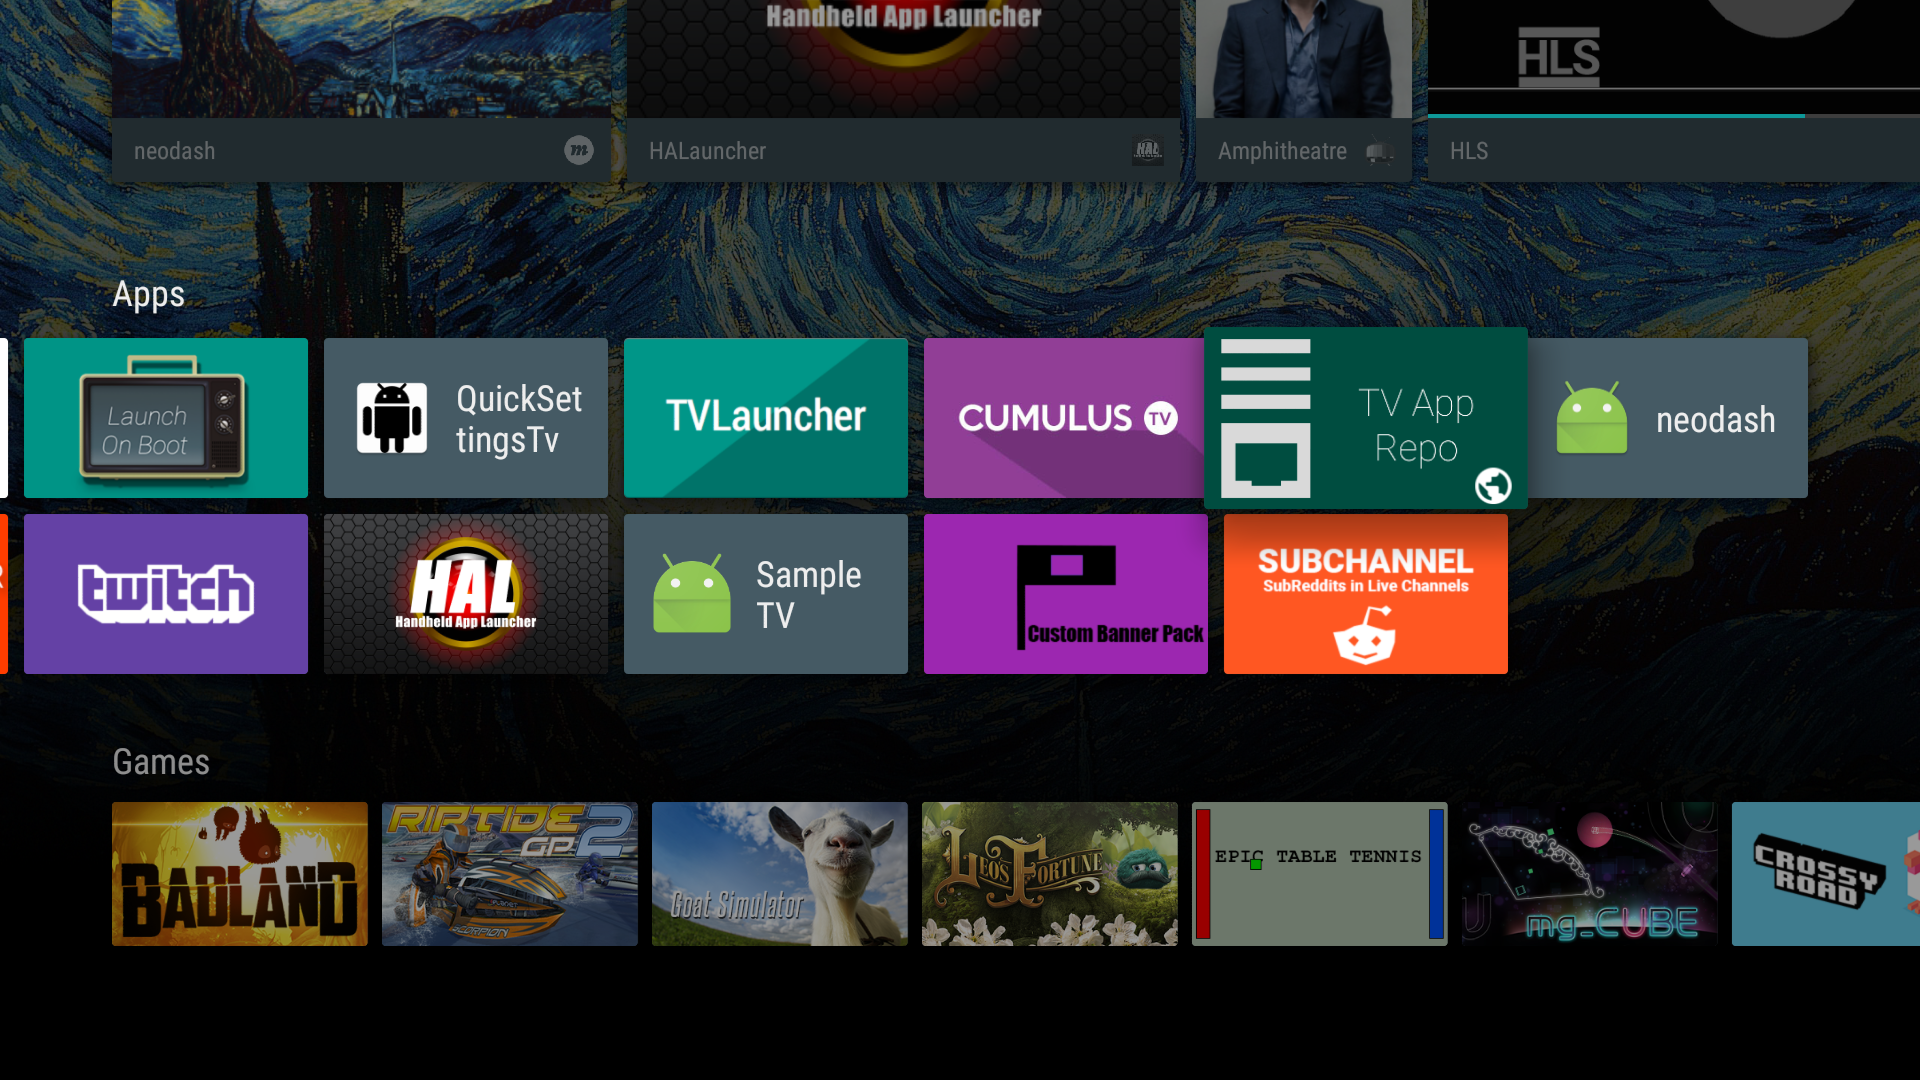 Handheld App Launcher
HLS
neodash
m
HALauncher
HAL
Amphitheatre
HLS
Apps
Launch
On Boot
QuickSet
tingsTv
TVLauncher
CUMULUS TV
TV App
Repo
neodash
twitch
HAL
Handheld App Launcher
Sample
TV
Custom Banner Pack
SUBCHANNEL
SubReddits in Live Channels
Games
BADLAND
RIPTIDE
GP2
SCORPION
Goat Simulator
LEO'S FORTUNE
EPIC TABLE TENNIS
mg_CUBE
CROSSY
ROAD